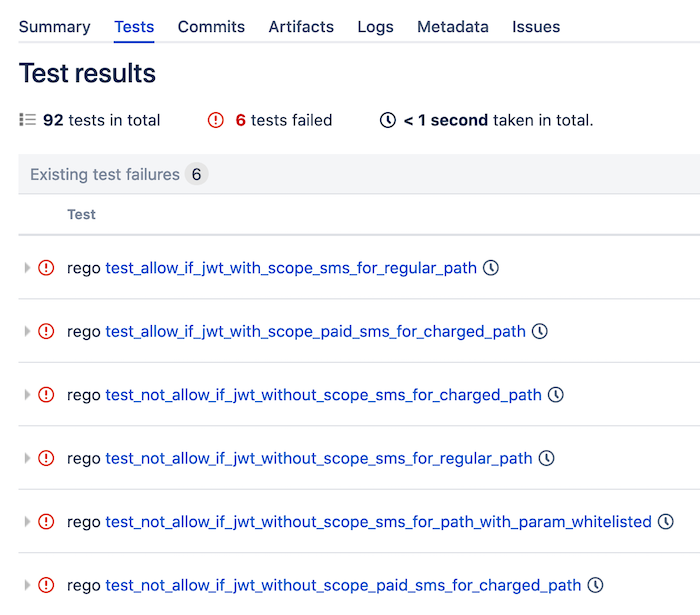 Summary Tests Commits Artifacts Logs Metadata Issues
Test results
92 tests in total 6 tests failed < 1 second taken in total.
Existing test failures 6
Test
rego test_allow_if_jwt_with_scope_sms_for_regular_path
rego test_allow_if_jwt_with_scope_paid_sms_for_charged_path
rego test_not_allow_if_jwt_without_scope_sms_for_charged_path
rego test_not_allow_if_jwt_without_scope_sms_for_regular_path
rego test_not_allow_if_jwt_without_scope_sms_for_path_with_param_whitelisted
rego test_not_allow_if_jwt_without_scope_paid_sms_for_charged_path